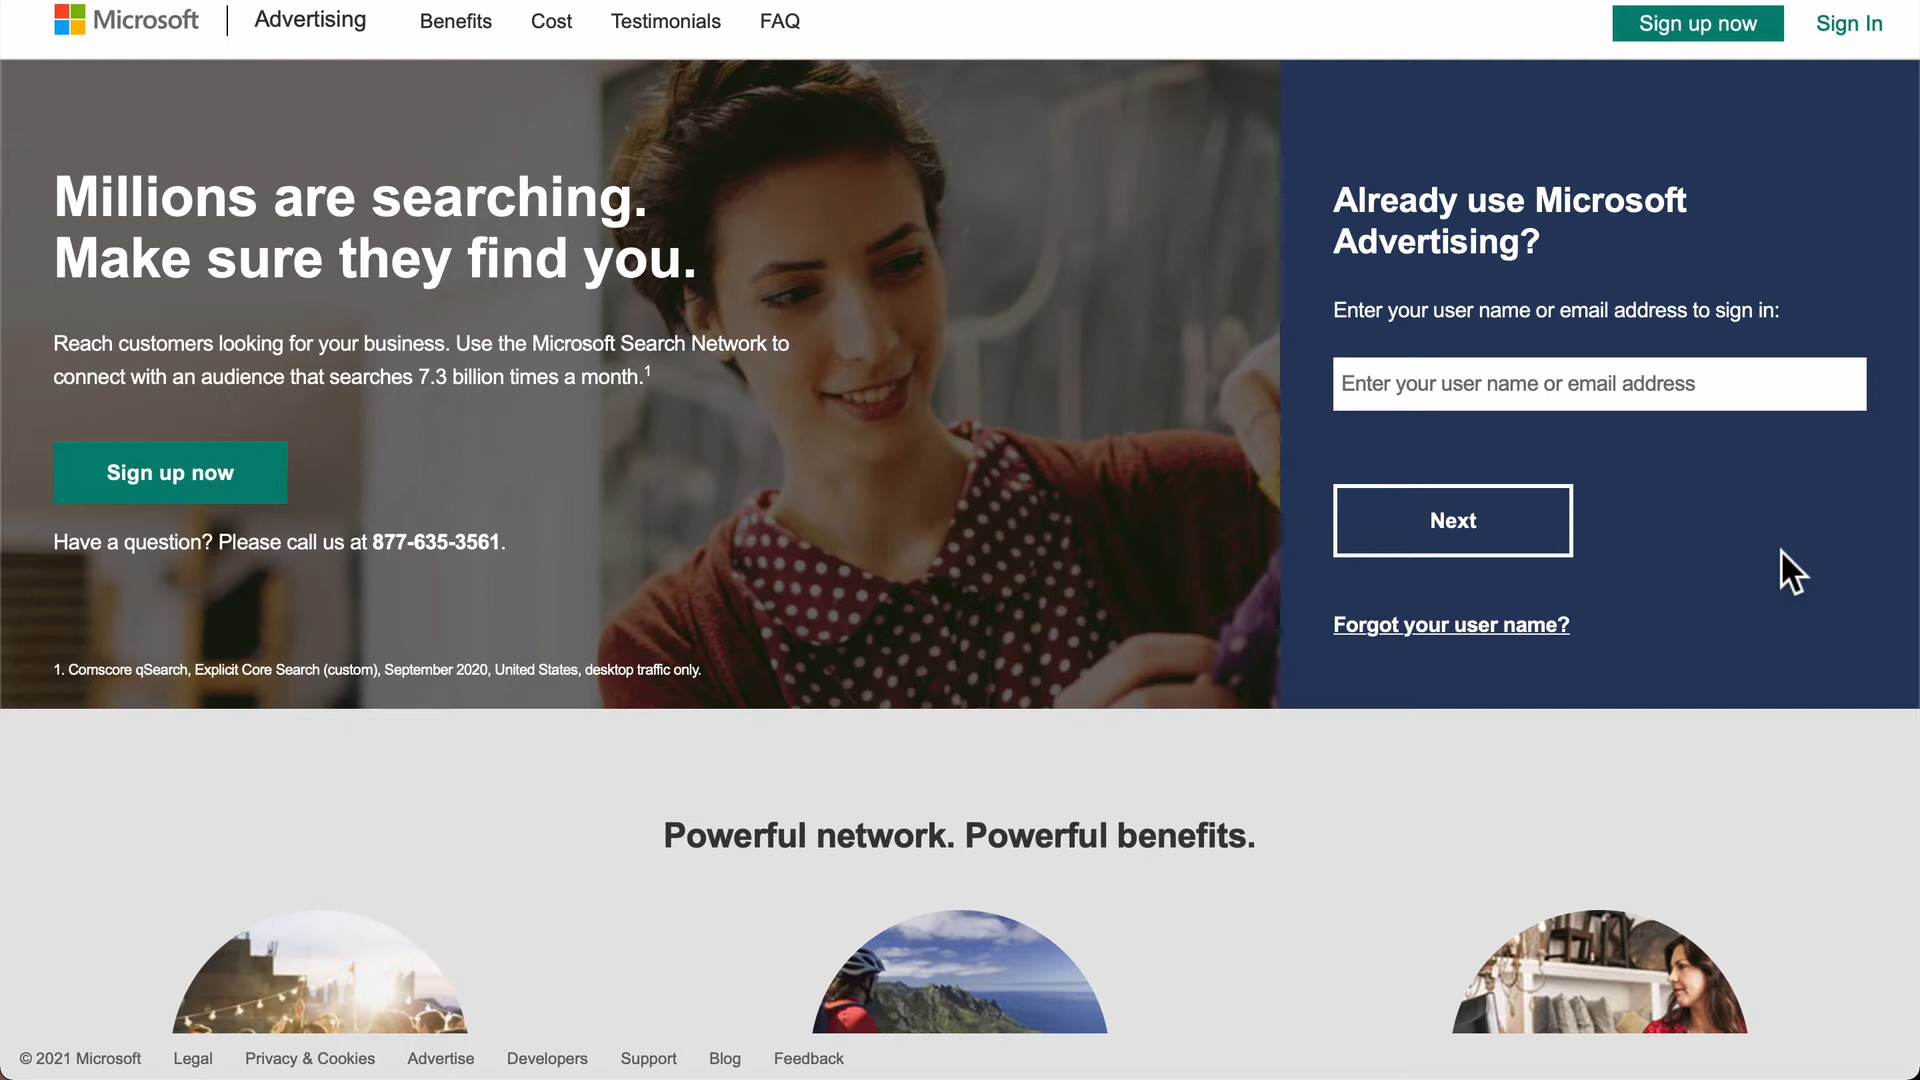 Microsoft
Advertising
Benefits
Cost
Testimonials
FAQ
Sign up now
Sign In
Millions are searching.
Make sure they find you.
Reach customers looking for your business. Use the Microsoft Search Network to
connect with an audience that searches 7.3 billion times a month.1
Sign up now
Have a question? Please call us at 877-635-3561.
1. Comscore qSearch, Explicit Core Search (custom), September 2020, United States, desktop traffic only.
Already use Microsoft
Advertising?
Enter your user name or email address to sign in:
Enter your user name or email address
Next
Forgot your user name?
Powerful network. Powerful benefits.
© 2021 Microsoft
Legal
Privacy & Cookies
Advertise
Developers
Support
Blog
Feedback